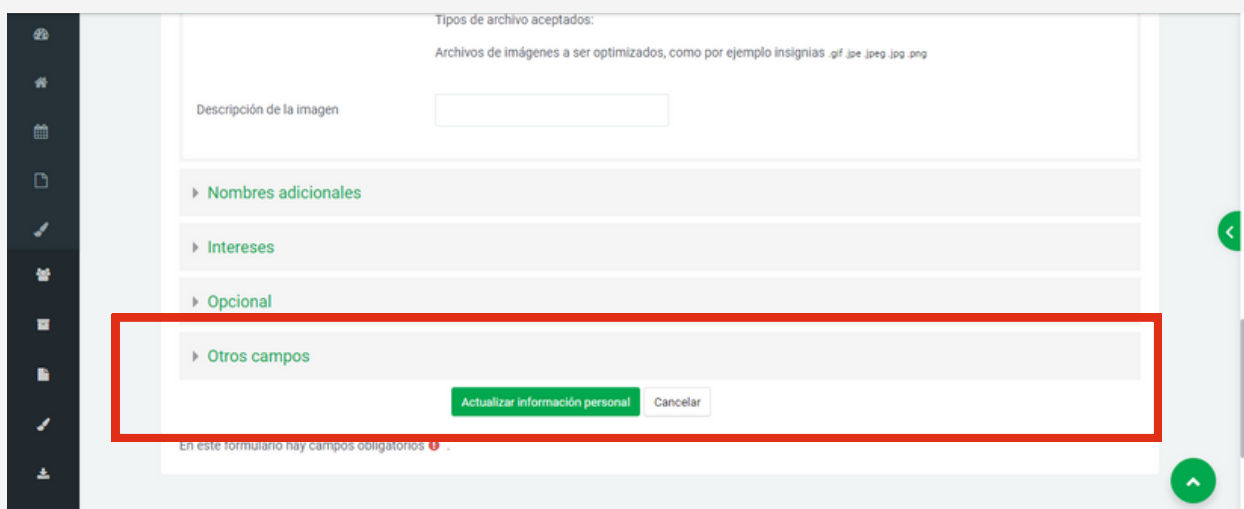 Tipos de archivo aceptados:
Archivos de imágenes a ser optimizados, como por ejemplo insignias .gif .jpe .jpeg .jpg .png
Descripción de la imagen
Nombres adicionales
Intereses
Opcional
Otros campos
Actualizar información personal
Cancelar
En este formulario hay campos obligatorios .